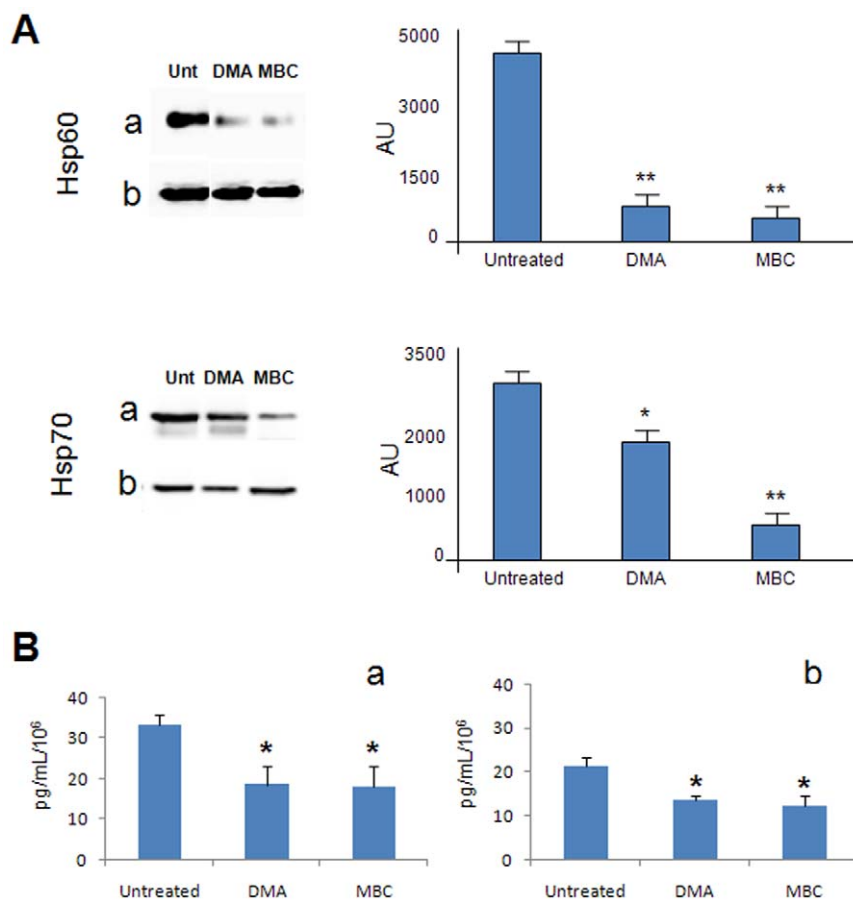 A
Unt DMA MBC
Hsp60
a
b
AU
5000
3000
1500
0
**
**
Untreated DMA MBC
Unt DMA MBC
Hsp70
a
b
AU
3500
2000
1000
0
*
**
Untreated DMA MBC
B
a
pg/mL/10⁶
40
30
20
10
0
* *
Untreated DMA MBC
b
pg/mL/10⁶
40
30
20
10
0
* *
Untreated DMA MBC